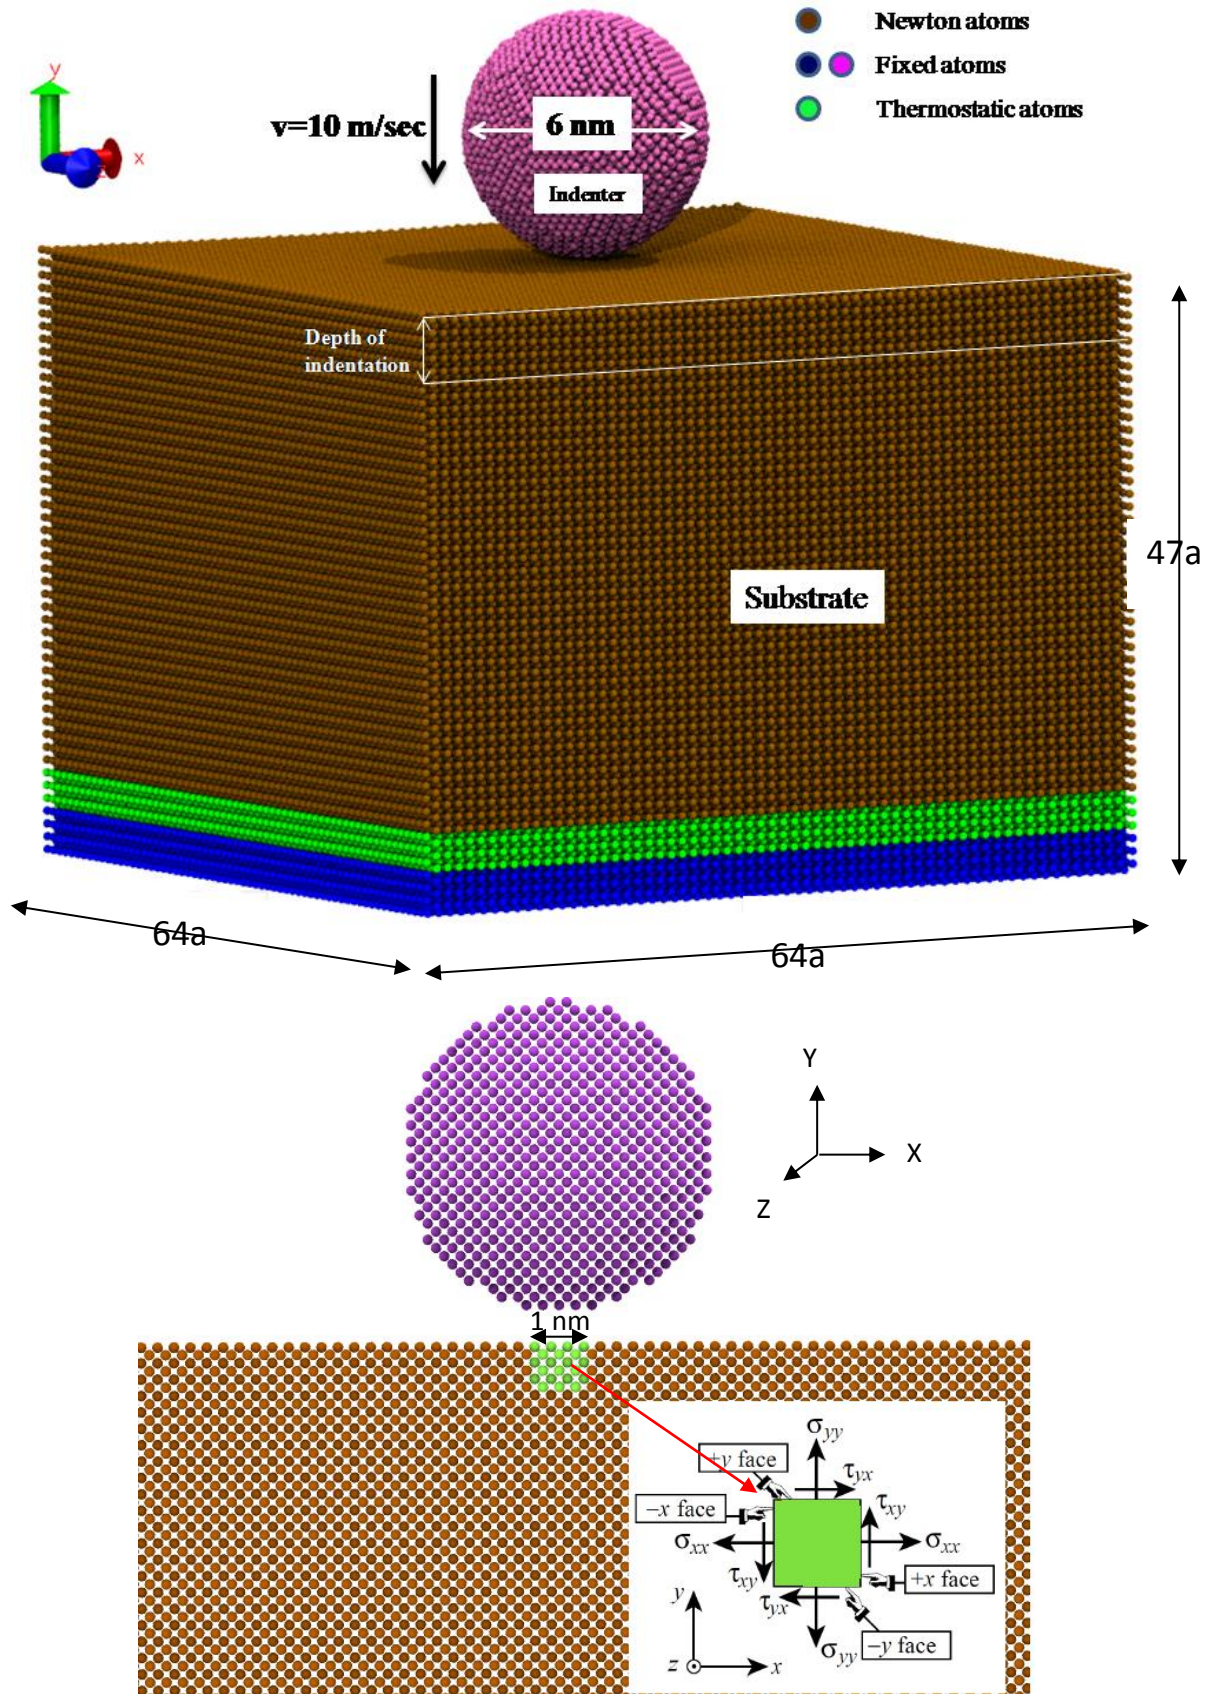 Newton atoms
Fixed atoms
Thermostatic atoms
y
x
z
v=10 m/sec
6 nm
Indenter
Depth of
indentation
47a
Substrate
64a
64a
Y
X
Z
1 nm
σyy
+y face
τyx
−x face
τxy
σxx
σxx
τxy
+x face
τyx
y
−y face
σyy
z
x